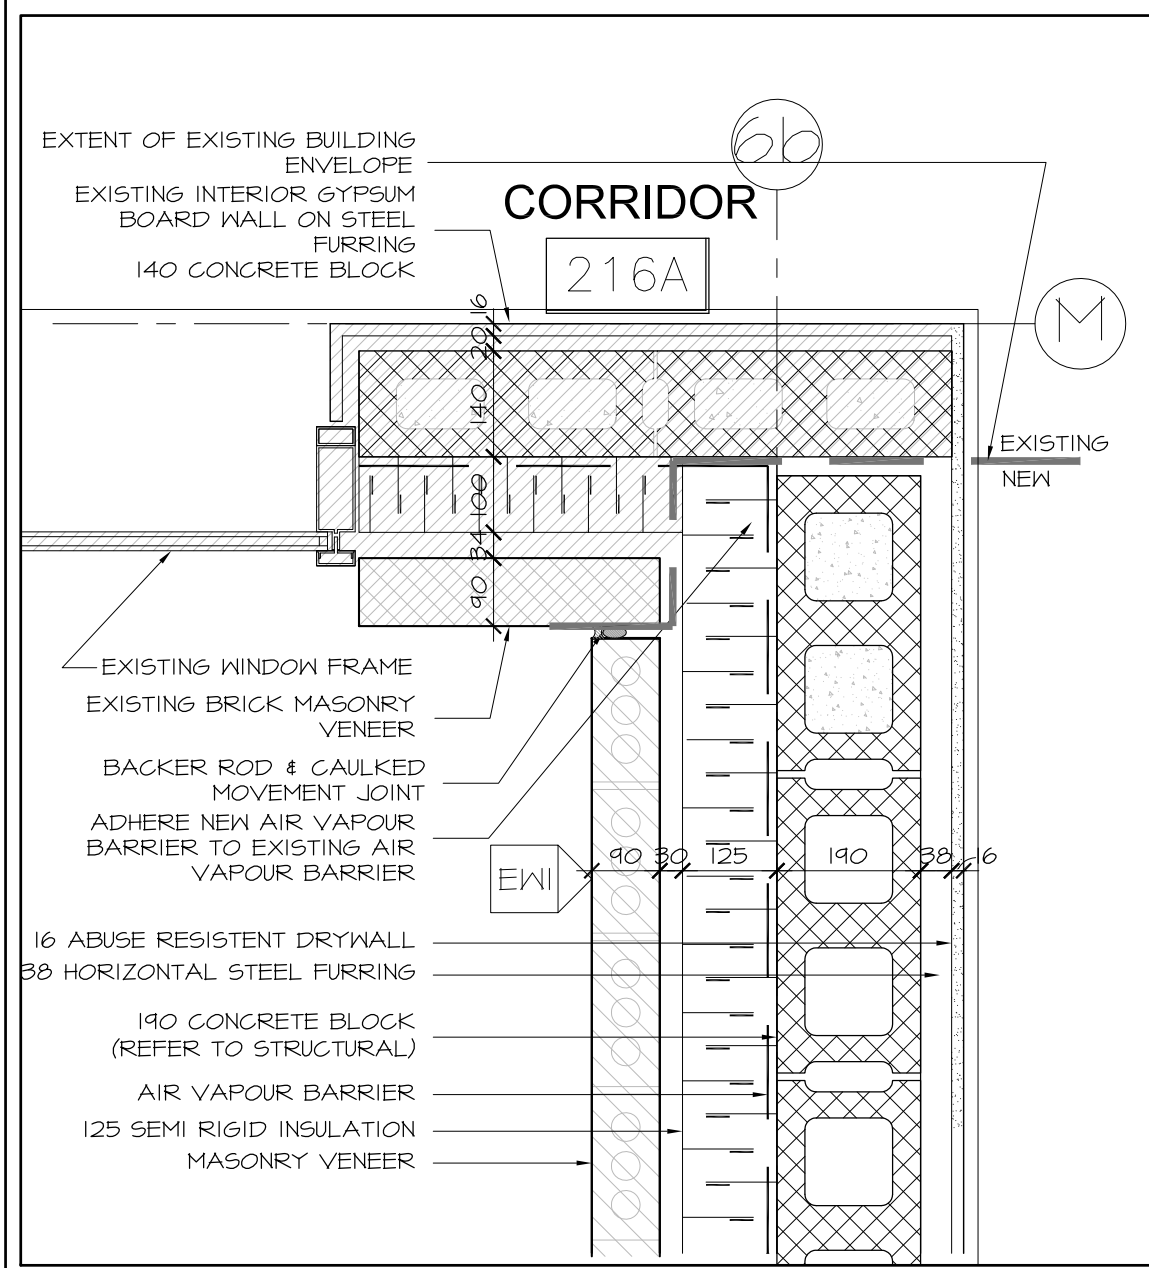 EXTENT OF EXISTING BUILDING
ENVELOPE
EXISTING INTERIOR GYPSUM
BOARD WALL ON STEEL
FURRING
140 CONCRETE BLOCK
6b
CORRIDOR
216A
M
16
20
140
100
34
90
EXISTING
NEW
EXISTING WINDOW FRAME
EXISTING BRICK MASONRY
VENEER
BACKER ROD & CAULKED
MOVEMENT JOINT
ADHERE NEW AIR VAPOUR
BARRIER TO EXISTING AIR
VAPOUR BARRIER
EW1
90 30 125 190 38 16
16 ABUSE RESISTENT DRYWALL
38 HORIZONTAL STEEL FURRING
190 CONCRETE BLOCK
(REFER TO STRUCTURAL)
AIR VAPOUR BARRIER
125 SEMI RIGID INSULATION
MASONRY VENEER